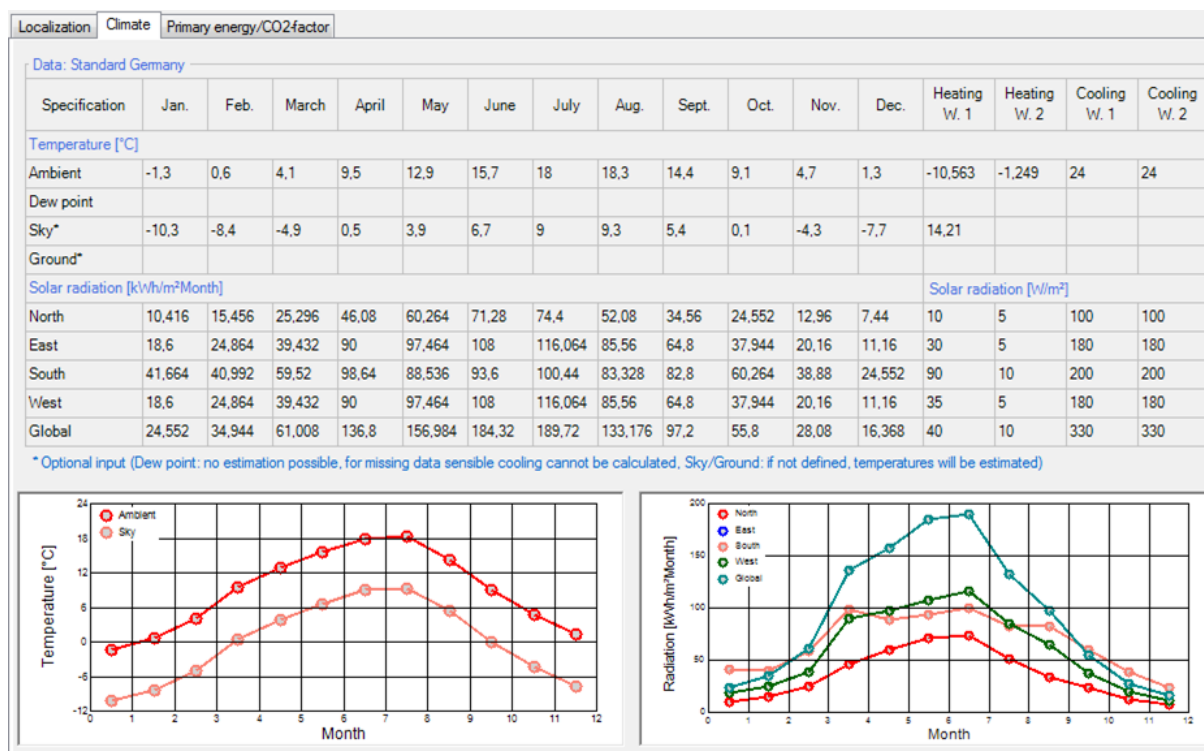 Localization Climate Primary energy/CO2-factor
Data: Standard Germany
Specification Jan. Feb. March April May June July Aug. Sept. Oct. Nov. Dec. Heating W. 1 Heating W. 2 Cooling W. 1 Cooling W. 2
Temperature [°C]
Ambient -1,3 0,6 4,1 9,5 12,9 15,7 18 18,3 14,4 9,1 4,7 1,3 -10,563 -1,249 24 24
Dew point
Sky* -10,3 -8,4 -4,9 0,5 3,9 6,7 9 9,3 5,4 0,1 -4,3 -7,7 14,21
Ground*
Solar radiation [kWh/m²Month] Solar radiation [W/m²]
North 10,416 15,456 25,296 46,08 60,264 71,28 74,4 52,08 34,56 24,552 12,96 7,44 10 5 100 100
East 18,6 24,864 39,432 90 97,464 108 116,064 85,56 64,8 37,944 20,16 11,16 30 5 180 180
South 41,664 40,992 59,52 98,64 88,536 93,6 100,44 83,328 82,8 60,264 38,88 24,552 90 10 200 200
West 18,6 24,864 39,432 90 97,464 108 116,064 85,56 64,8 37,944 20,16 11,16 35 5 180 180
Global 24,552 34,944 61,008 136,8 156,984 184,32 189,72 133,176 97,2 55,8 28,08 16,368 40 10 330 330
* Optional input (Dew point: no estimation possible, for missing data sensible cooling cannot be calculated, Sky/Ground: if not defined, temperatures will be estimated)
Temperature [°C]
24
18
12
6
0
-6
-12
Ambient
Sky
0 1 2 3 4 5 6 7 8 9 10 11 12
Month
Radiation [kWh/m²Month]
200
150
100
50
0
North
East
South
West
Global
0 1 2 3 4 5 6 7 8 9 10 11 12
Month